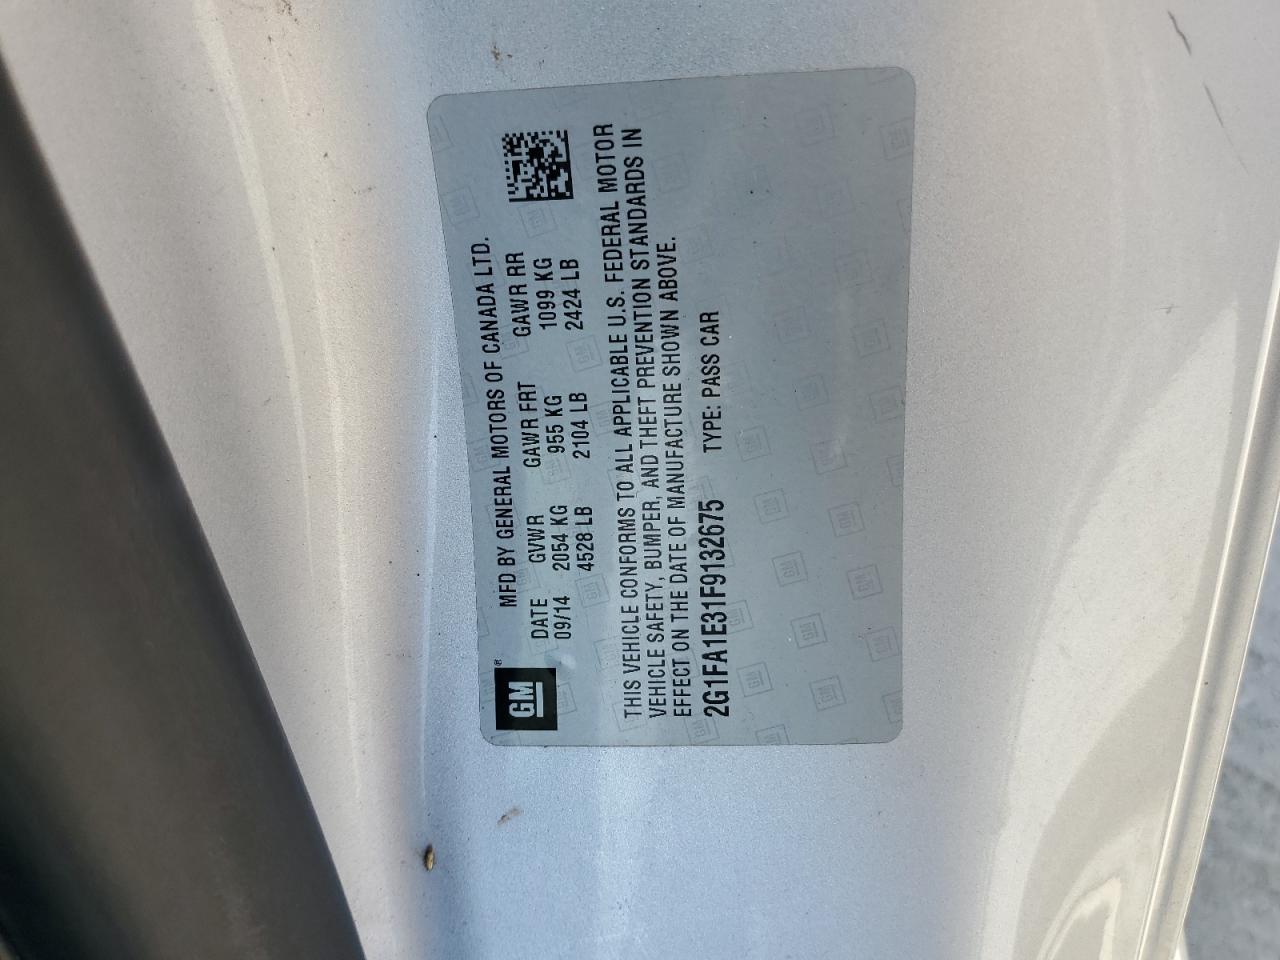 MFD BY GENERAL MOTORS OF CANADA LTD.
DATE GVWR GAWR FRT GAWR RR
09/14 2054 KG 955 KG 1099 KG
4528 LB 2104 LB 2424 LB
GM®
THIS VEHICLE CONFORMS TO ALL APPLICABLE U.S. FEDERAL MOTOR
VEHICLE SAFETY, BUMPER, AND THEFT PREVENTION STANDARDS IN
EFFECT ON THE DATE OF MANUFACTURE SHOWN ABOVE.
2G1FA1E31F9132675 TYPE: PASS CAR